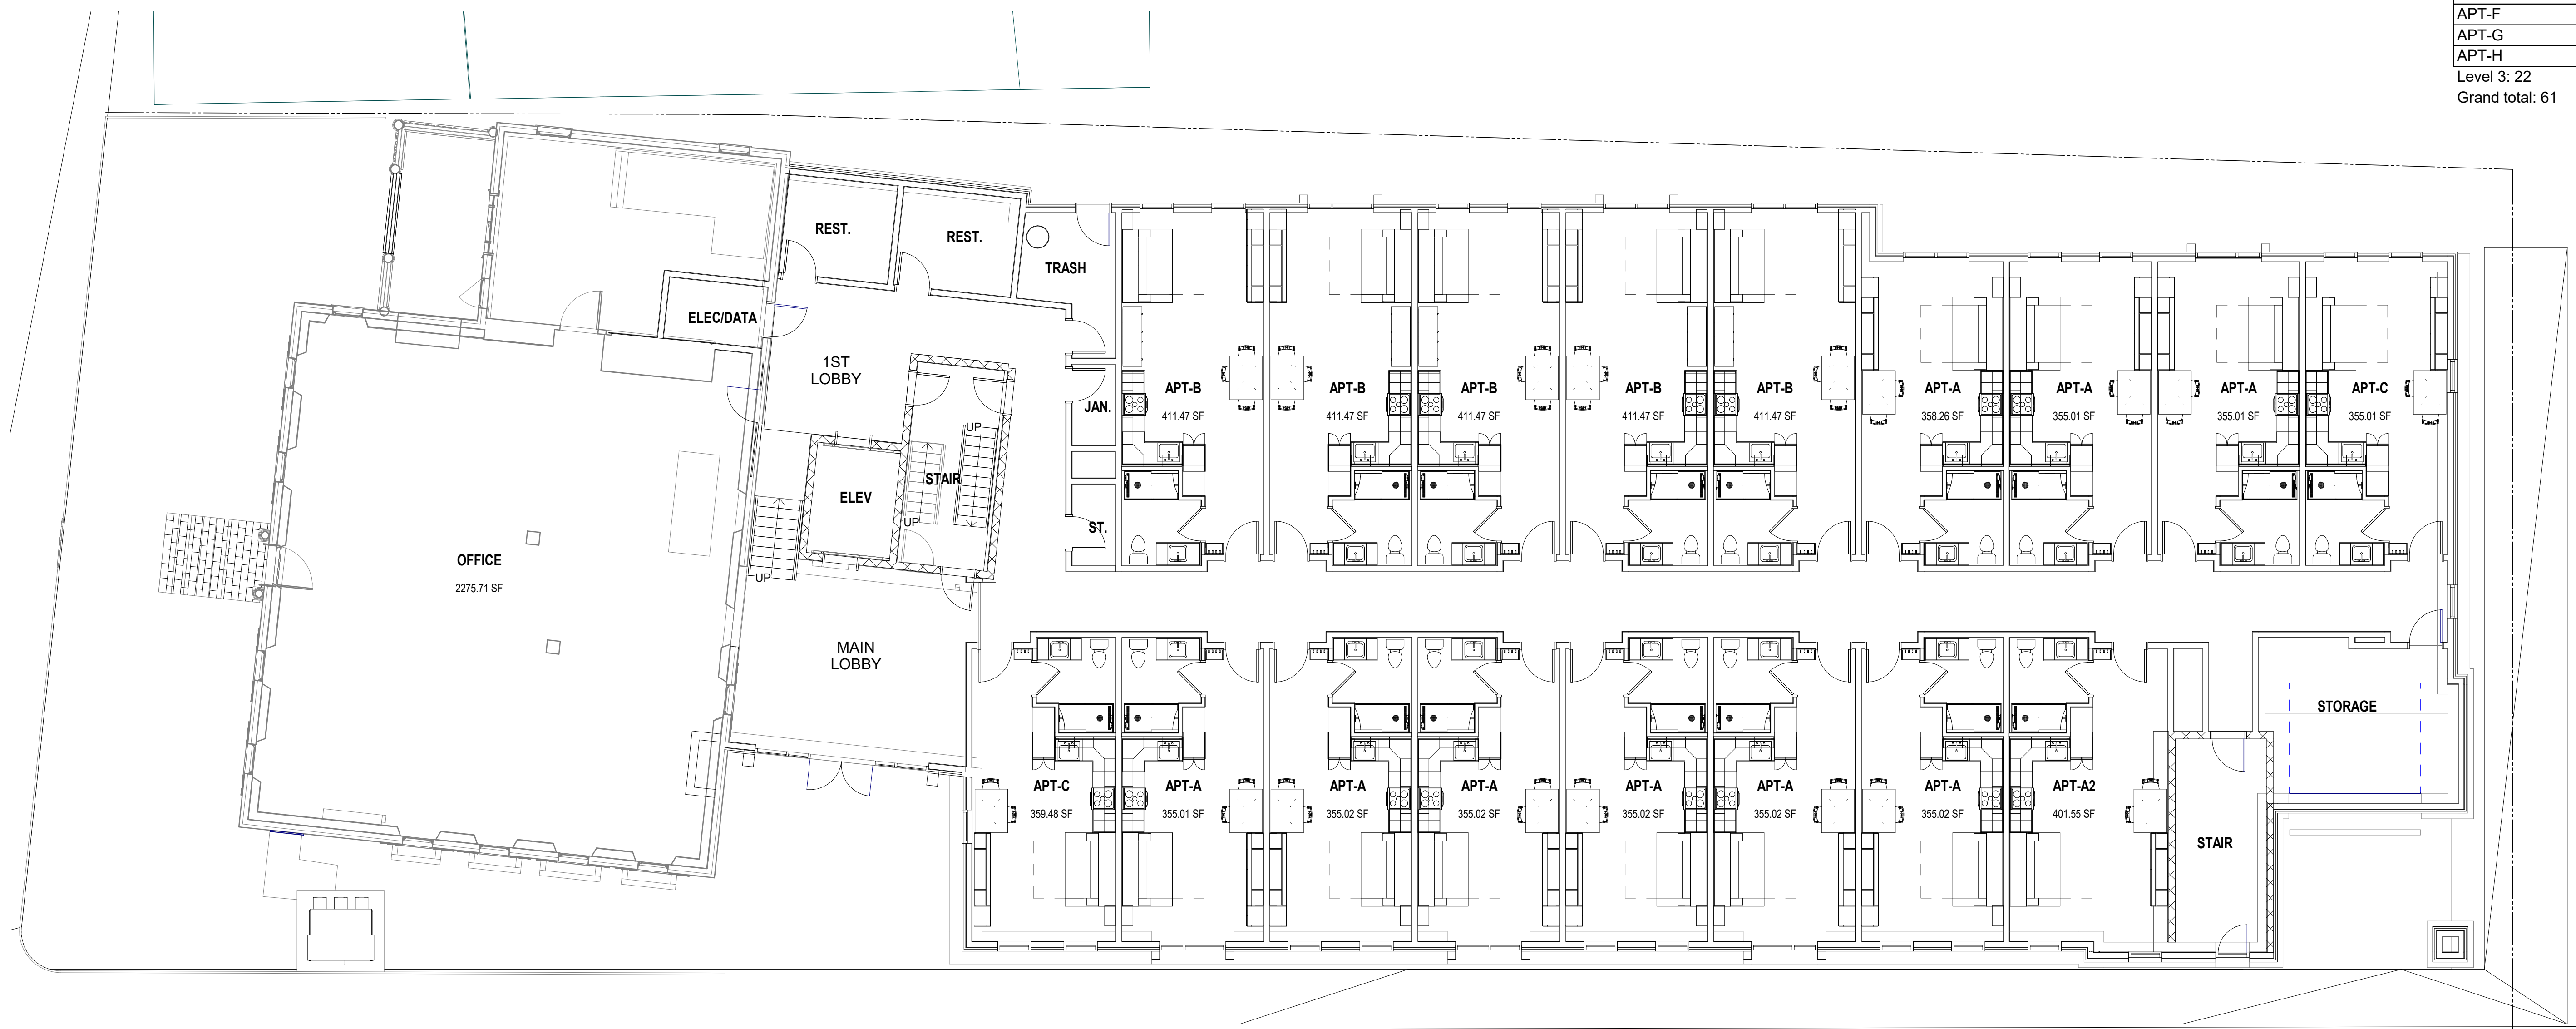 APT-F
APT-G
APT-H
Level 3: 22
Grand total: 61
REST.
REST.
TRASH
ELEC/DATA
1ST
LOBBY
JAN.
UP
STAIR
ELEV
UP
ST.
UP
OFFICE
2275.71 SF
MAIN
LOBBY
APT-B
411.47 SF
APT-B
411.47 SF
APT-B
411.47 SF
APT-B
411.47 SF
APT-B
411.47 SF
APT-A
358.26 SF
APT-A
355.01 SF
APT-A
355.01 SF
APT-C
355.01 SF
APT-C
359.48 SF
APT-A
355.01 SF
APT-A
355.02 SF
APT-A
355.02 SF
APT-A
355.02 SF
APT-A
355.02 SF
APT-A
355.02 SF
APT-A2
401.55 SF
STORAGE
STAIR